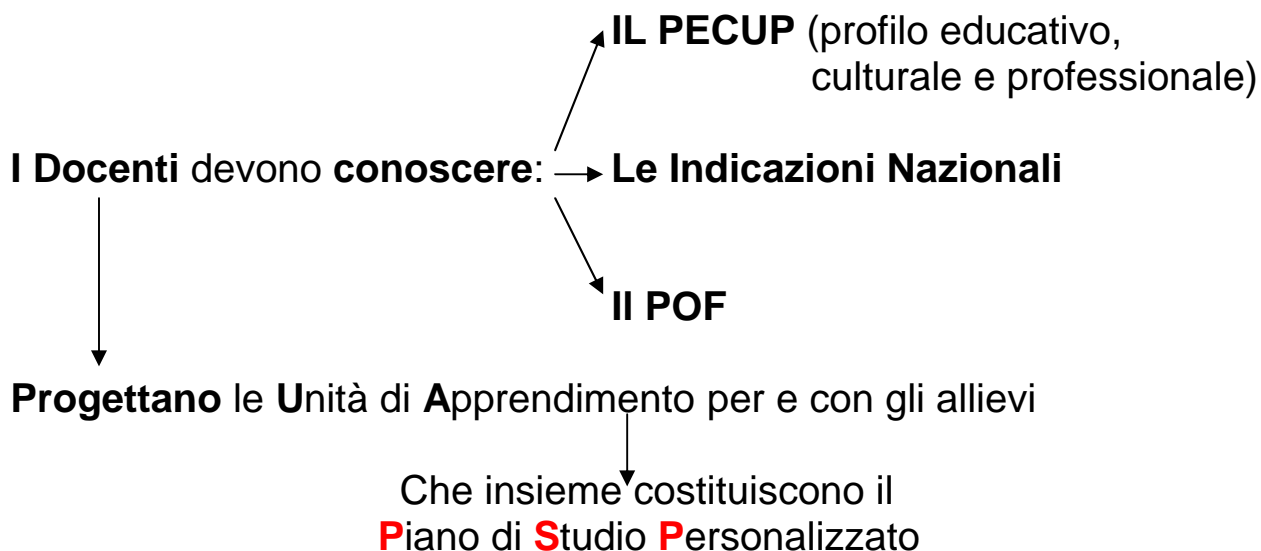 IL PECUP (profilo educativo,
culturale e professionale)
I Docenti devono conoscere: Le Indicazioni Nazionali
Il POF
Progettano le Unità di Apprendimento per e con gli allievi
Che insieme costituiscono il
Piano di Studio Personalizzato